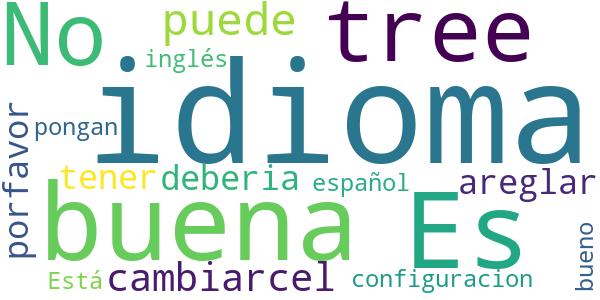 No
puede
tree
inglés
idioma
pongan
porfavor
tener
deberia
español
areglar
buena
Es
bueno
Está
cambiarcel
configuracion